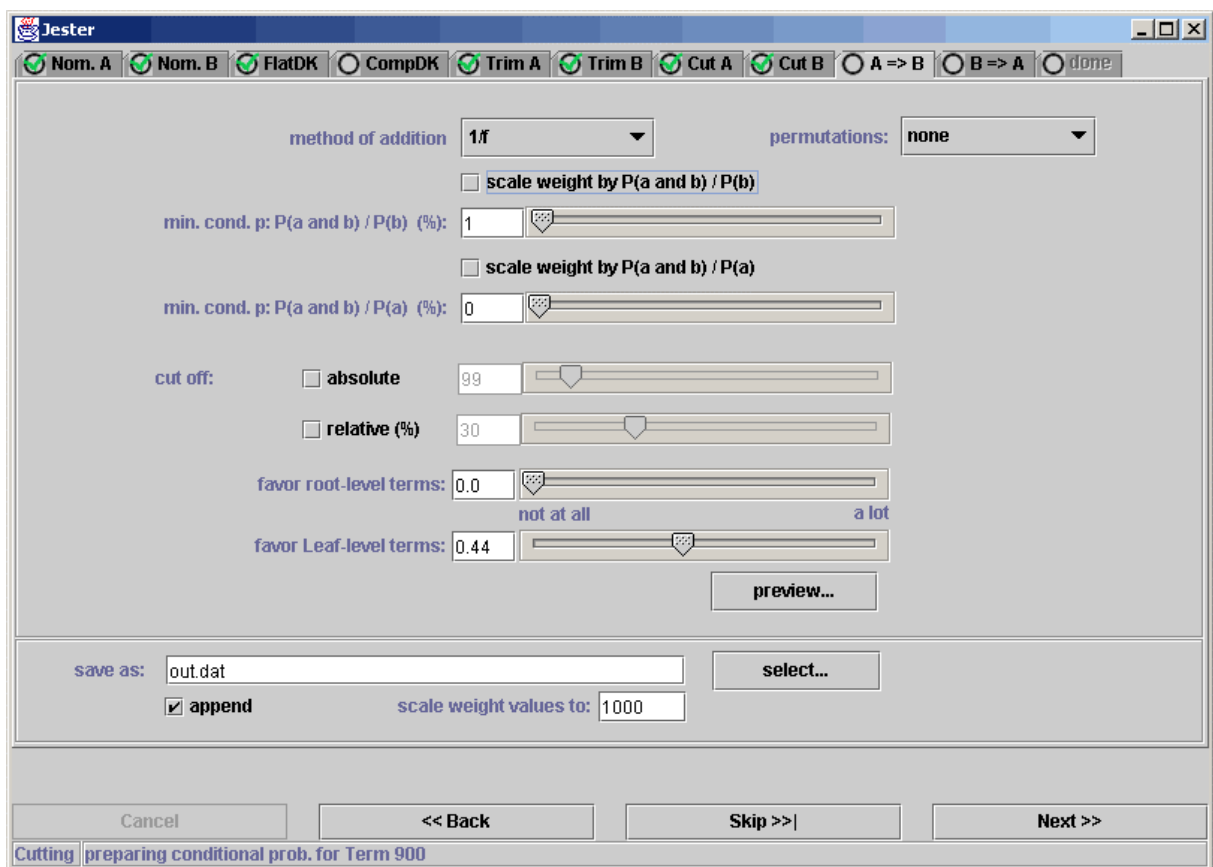 Jester
Nom. A Nom. B FlatDK CompDK Trim A Trim B Cut A Cut B A => B B => A done
method of addition 1/f permutations: none
scale weight by P(a and b) / P(b)
min. cond. p: P(a and b) / P(b) (%): 1
scale weight by P(a and b) / P(a)
min. cond. p: P(a and b) / P(a) (%): 0
cut off: absolute 99
relative (%) 30
favor root-level terms: 0.0
not at all a lot
favor Leaf-level terms: 0.44
preview...
save as: out.dat select...
append scale weight values to: 1000
Cancel << Back Skip >>| Next >>
Cutting preparing conditional prob. for Term 900